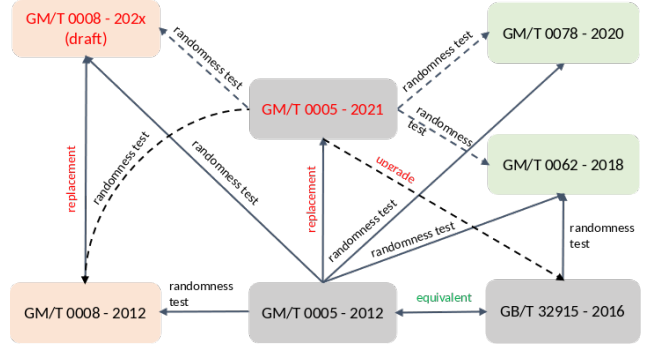 GM/T 0008 - 202x
(draft)
randomness test
randomness test
GM/T 0078 - 2020
GM/T 0005 - 2021
randomness
test
randomness test
randomness test
upgrade
GM/T 0062 - 2018
replacement
replacement
randomness test
randomness test
randomness
test
GM/T 0008 - 2012
randomness
test
GM/T 0005 - 2012
equivalent
GB/T 32915 - 2016